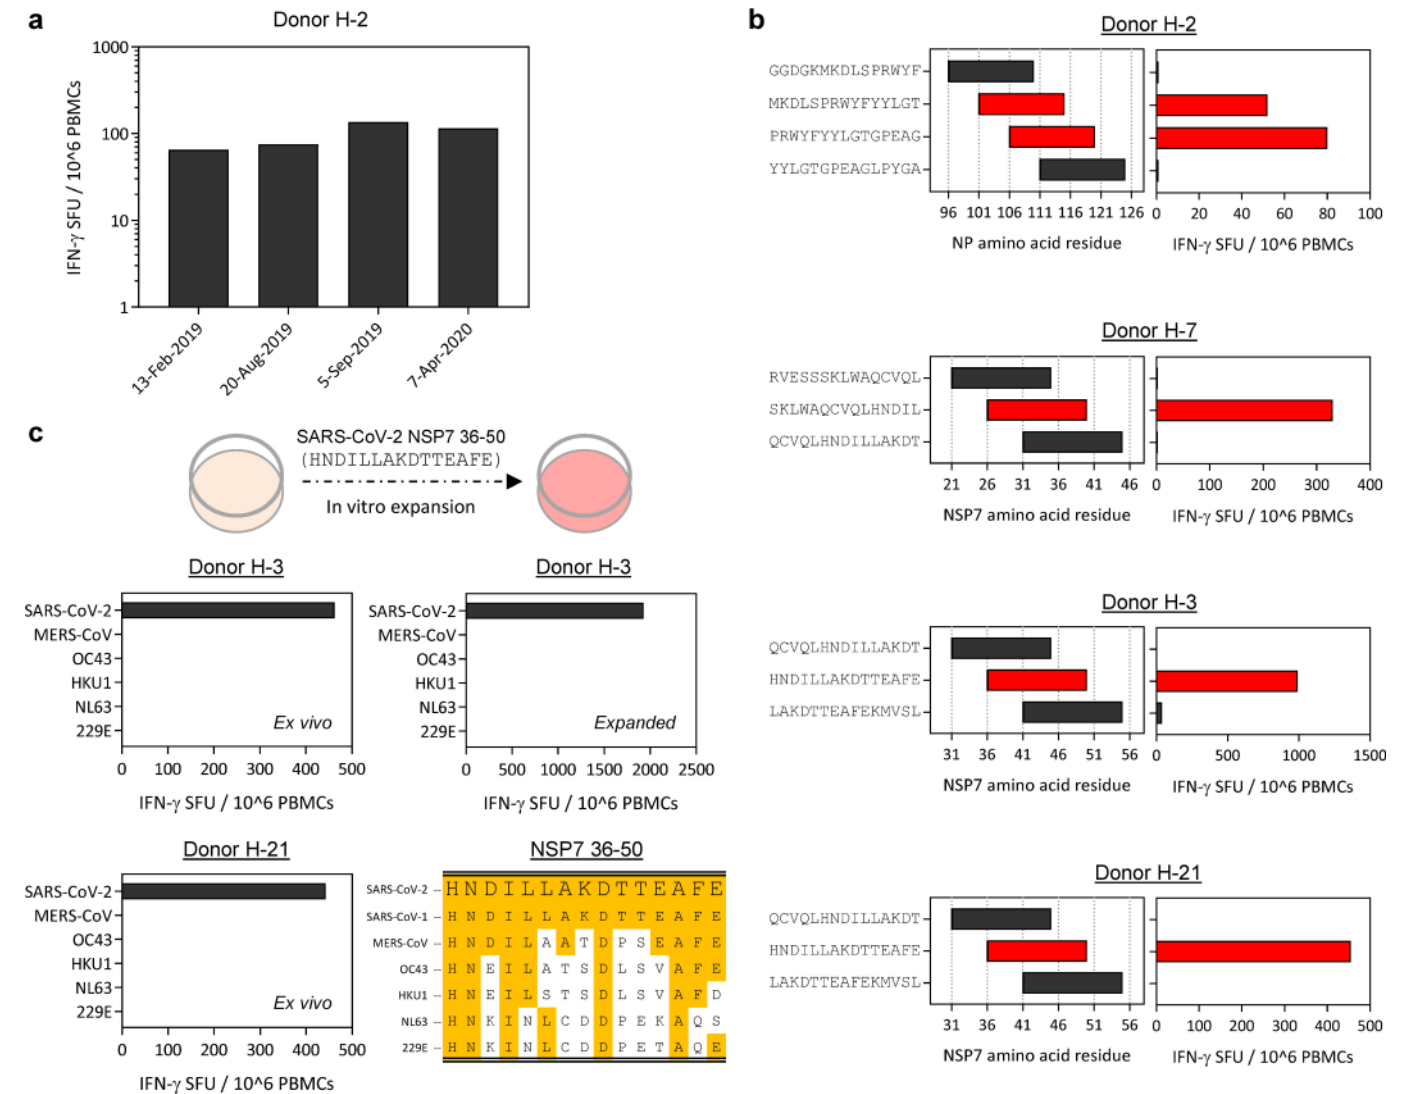 a
Donor H-2
1000
100
10
1
IFN-γ SFU / 10^6 PBMCs
13-Feb-2019
20-Aug-2019
5-Sep-2019
7-Apr-2020
b
Donor H-2
GGDGKMKDLSPRWYF
MKDLSPRWYFYYLGT
PRWYFYYLGTGPEAG
YYLGTGPEAGLPYGA
96 101 106 111 116 121 126
NP amino acid residue
0 20 40 60 80 100
IFN-γ SFU / 10^6 PBMCs
Donor H-7
RVESSSKLWAQCVQL
SKLWAQCVQLHNDIL
QCVQLHNDILLAKDT
21 26 31 36 41 46
NSP7 amino acid residue
0 100 200 300 400
IFN-γ SFU / 10^6 PBMCs
Donor H-3
QCVQLHNDILLAKDT
HNDILLAKDTTEAFE
LAKDTTEAFEKMVSL
31 36 41 46 51 56
NSP7 amino acid residue
0 500 1000 1500
IFN-γ SFU / 10^6 PBMCs
Donor H-21
QCVQLHNDILLAKDT
HNDILLAKDTTEAFE
LAKDTTEAFEKMVSL
31 36 41 46 51 56
NSP7 amino acid residue
0 100 200 300 400 500
IFN-γ SFU / 10^6 PBMCs
c
SARS-CoV-2 NSP7 36-50
(HNDILLAKDTTEAFE)
In vitro expansion
Donor H-3
SARS-CoV-2
MERS-CoV
OC43
HKU1
NL63
229E
Ex vivo
0 100 200 300 400 500
IFN-γ SFU / 10^6 PBMCs
Donor H-3
SARS-CoV-2
MERS-CoV
OC43
HKU1
NL63
229E
Expanded
0 500 1000 1500 2000 2500
IFN-γ SFU / 10^6 PBMCs
Donor H-21
SARS-CoV-2
MERS-CoV
OC43
HKU1
NL63
229E
Ex vivo
0 100 200 300 400 500
IFN-γ SFU / 10^6 PBMCs
NSP7 36-50
SARS-CoV-2 -- H N D I L L A K D T T E A F E
SARS-CoV-1 -- H N D I L L A K D T T E A F E
MERS-CoV -- H N D I L A A T D P S E A F E
OC43 -- H N E I L A T S D L S V A F E
HKU1 -- H N E I L S T S D L S V A F D
NL63 -- H N K I N L C D D P E K A Q S
229E -- H N K I N L C D D P E T A Q E